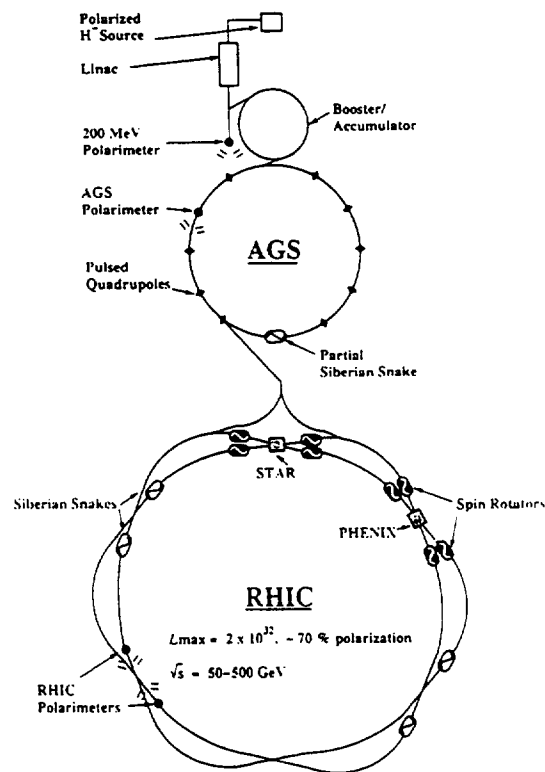 Polarized
H⁻ Source
Linac
Booster/
Accumulator
200 MeV
Polarimeter
AGS
Polarimeter
AGS
Pulsed
Quadrupoles
Partial
Siberian Snake
STAR
Siberian Snakes
Spin Rotators
PHENIX
RHIC
Lmax = 2 x 10³², ~70 % polarization
√s = 50-500 GeV
RHIC
Polarimeters